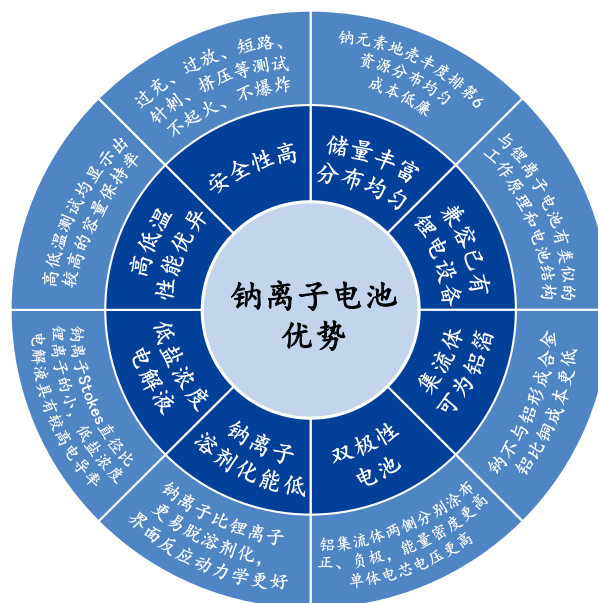 钠离子电池
优势
储量丰富
分布均匀
钠元素地壳丰度排第6
资源分布均匀
成本低廉
兼容已有
锂电设备
与锂离子电池有类似的
工作原理和电池结构
集流体
可为铝箔
钠不与铝形成合金
铝比铜成本更低
双极性
电池
铝集流体两侧分别涂布
正、负极，能量密度更高
单体电芯电压更高
钠离子
溶剂化能低
钠离子比锂离子
更易脱溶剂化，
界面反应动力学更好
低盐浓度
电解液
钠离子Stokes直径比
锂离子的小，低盐浓度
电解液具有较高电导率
高低温
性能优异
高低温测试均显示出
较高的容量保持率
安全性高
过充、过放、短路、
针刺、挤压等测试
不起火、不爆炸